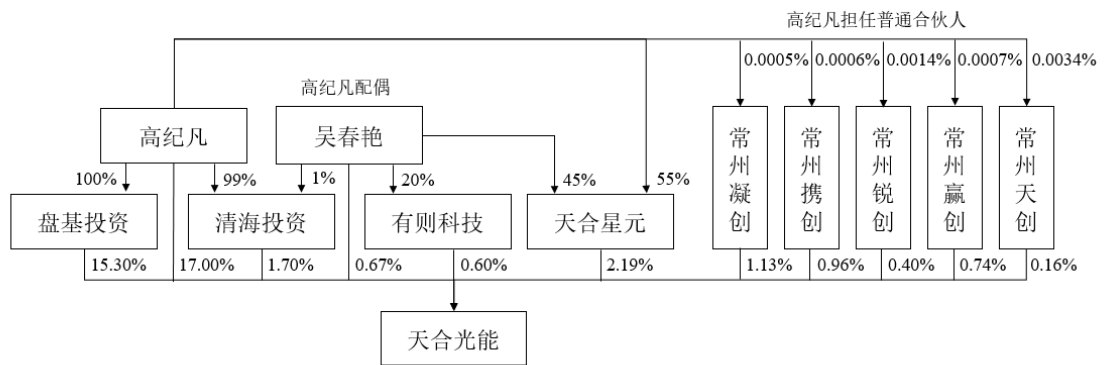 高纪凡担任普通合伙人
0.0005% 0.0006% 0.0014% 0.0007% 0.0034%
高纪凡配偶
高纪凡 吴春艳
常州凝创 常州携创 常州锐创 常州赢创 常州天创
100% 99% 1% 20% 45% 55%
盘基投资 清海投资 有则科技 天合星元
15.30% 17.00% 1.70% 0.67% 0.60% 2.19% 1.13% 0.96% 0.40% 0.74% 0.16%
天合光能